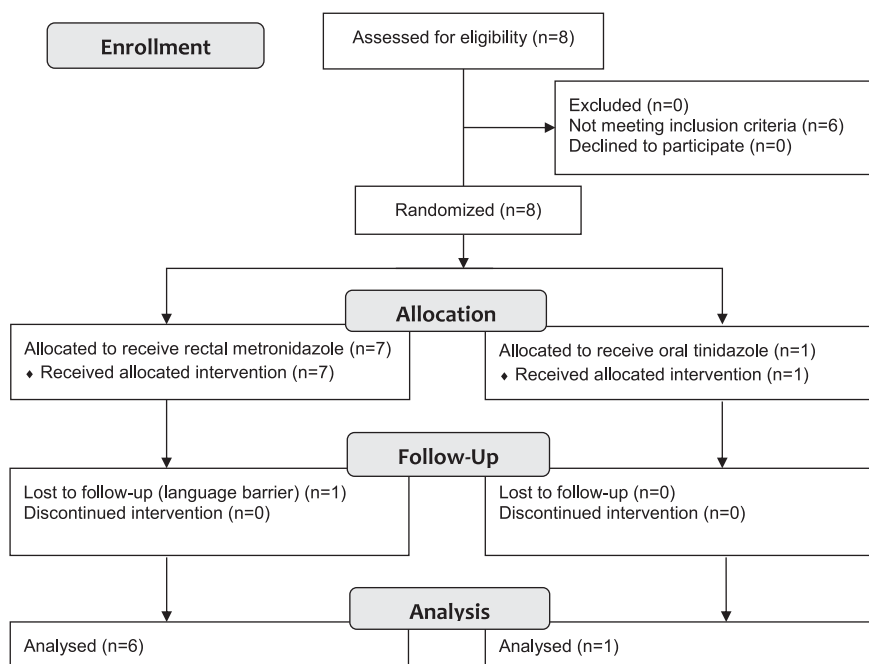 Enrollment
Assessed for eligibility (n=8)
Excluded (n=0)
Not meeting inclusion criteria (n=6)
Declined to participate (n=0)
Randomized (n=8)
Allocation
Allocated to receive rectal metronidazole (n=7)
♦ Received allocated intervention (n=7)
Allocated to receive oral tinidazole (n=1)
♦ Received allocated intervention (n=1)
Follow-Up
Lost to follow-up (language barrier) (n=1)
Discontinued intervention (n=0)
Lost to follow-up (n=0)
Discontinued intervention (n=0)
Analysis
Analysed (n=6)
Analysed (n=1)